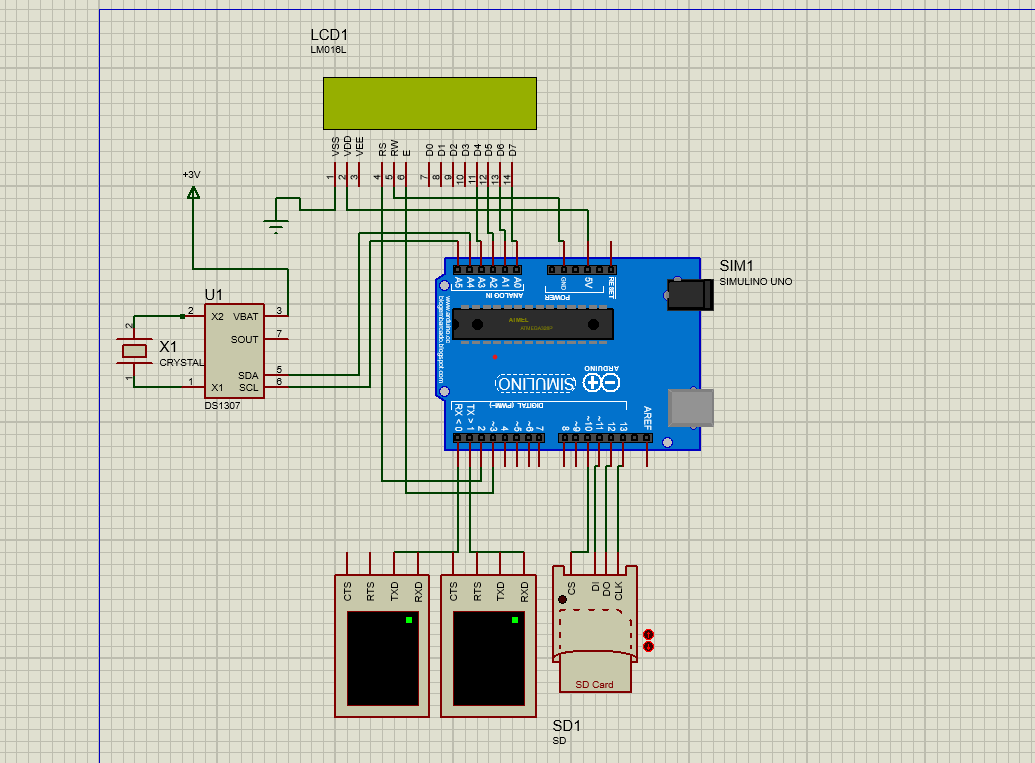 LCD1
LM016L
VSS
VDD
VEE
RS
RW
E
D0
D1
D2
D3
D4
D5
D6
D7
1
2
3
4
5
6
7
8
9
10
11
12
13
14
+3V
SIM1
SIMULINO UNO
A5
A4
A3
A2
A1
A0
ANALOG IN
GND
5V
POWER
RESET
www.arduino.cc
blogembarcado.blogspot.com
ATMEL
ATMEGA328P
ARDUINO
SIMULINO
DIGITAL (PWM~)
RX < 0
TX > 1
2
~3
4
~5
~6
7
8
~9
~10
~11
12
13
AREF
U1
2 X2 VBAT 3
SOUT 7
SDA 5
1 X1 SCL 6
DS1307
2
X1
CRYSTAL
1
CTS
RTS
TXD
RXD
CTS
RTS
TXD
RXD
CS
DI
DO
CLK
SD Card
SD1
SD